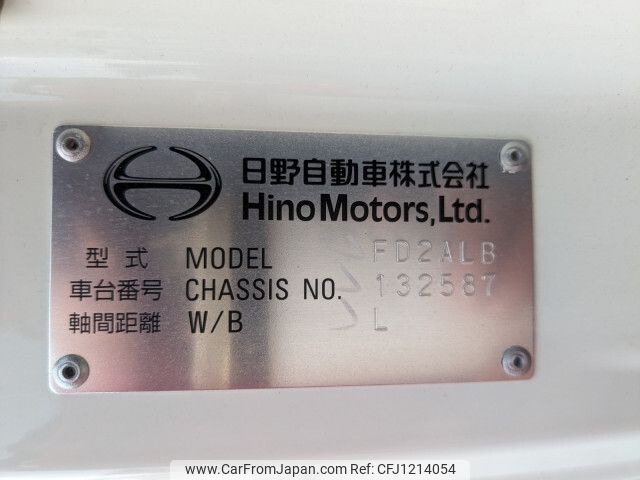 日野自動車株式会社
Hino Motors, Ltd.
型式 MODEL FD2ALB
車台番号 CHASSIS NO. 132587
軸間距離 W/B L
www.CarFromJapan.com CFJ1214054